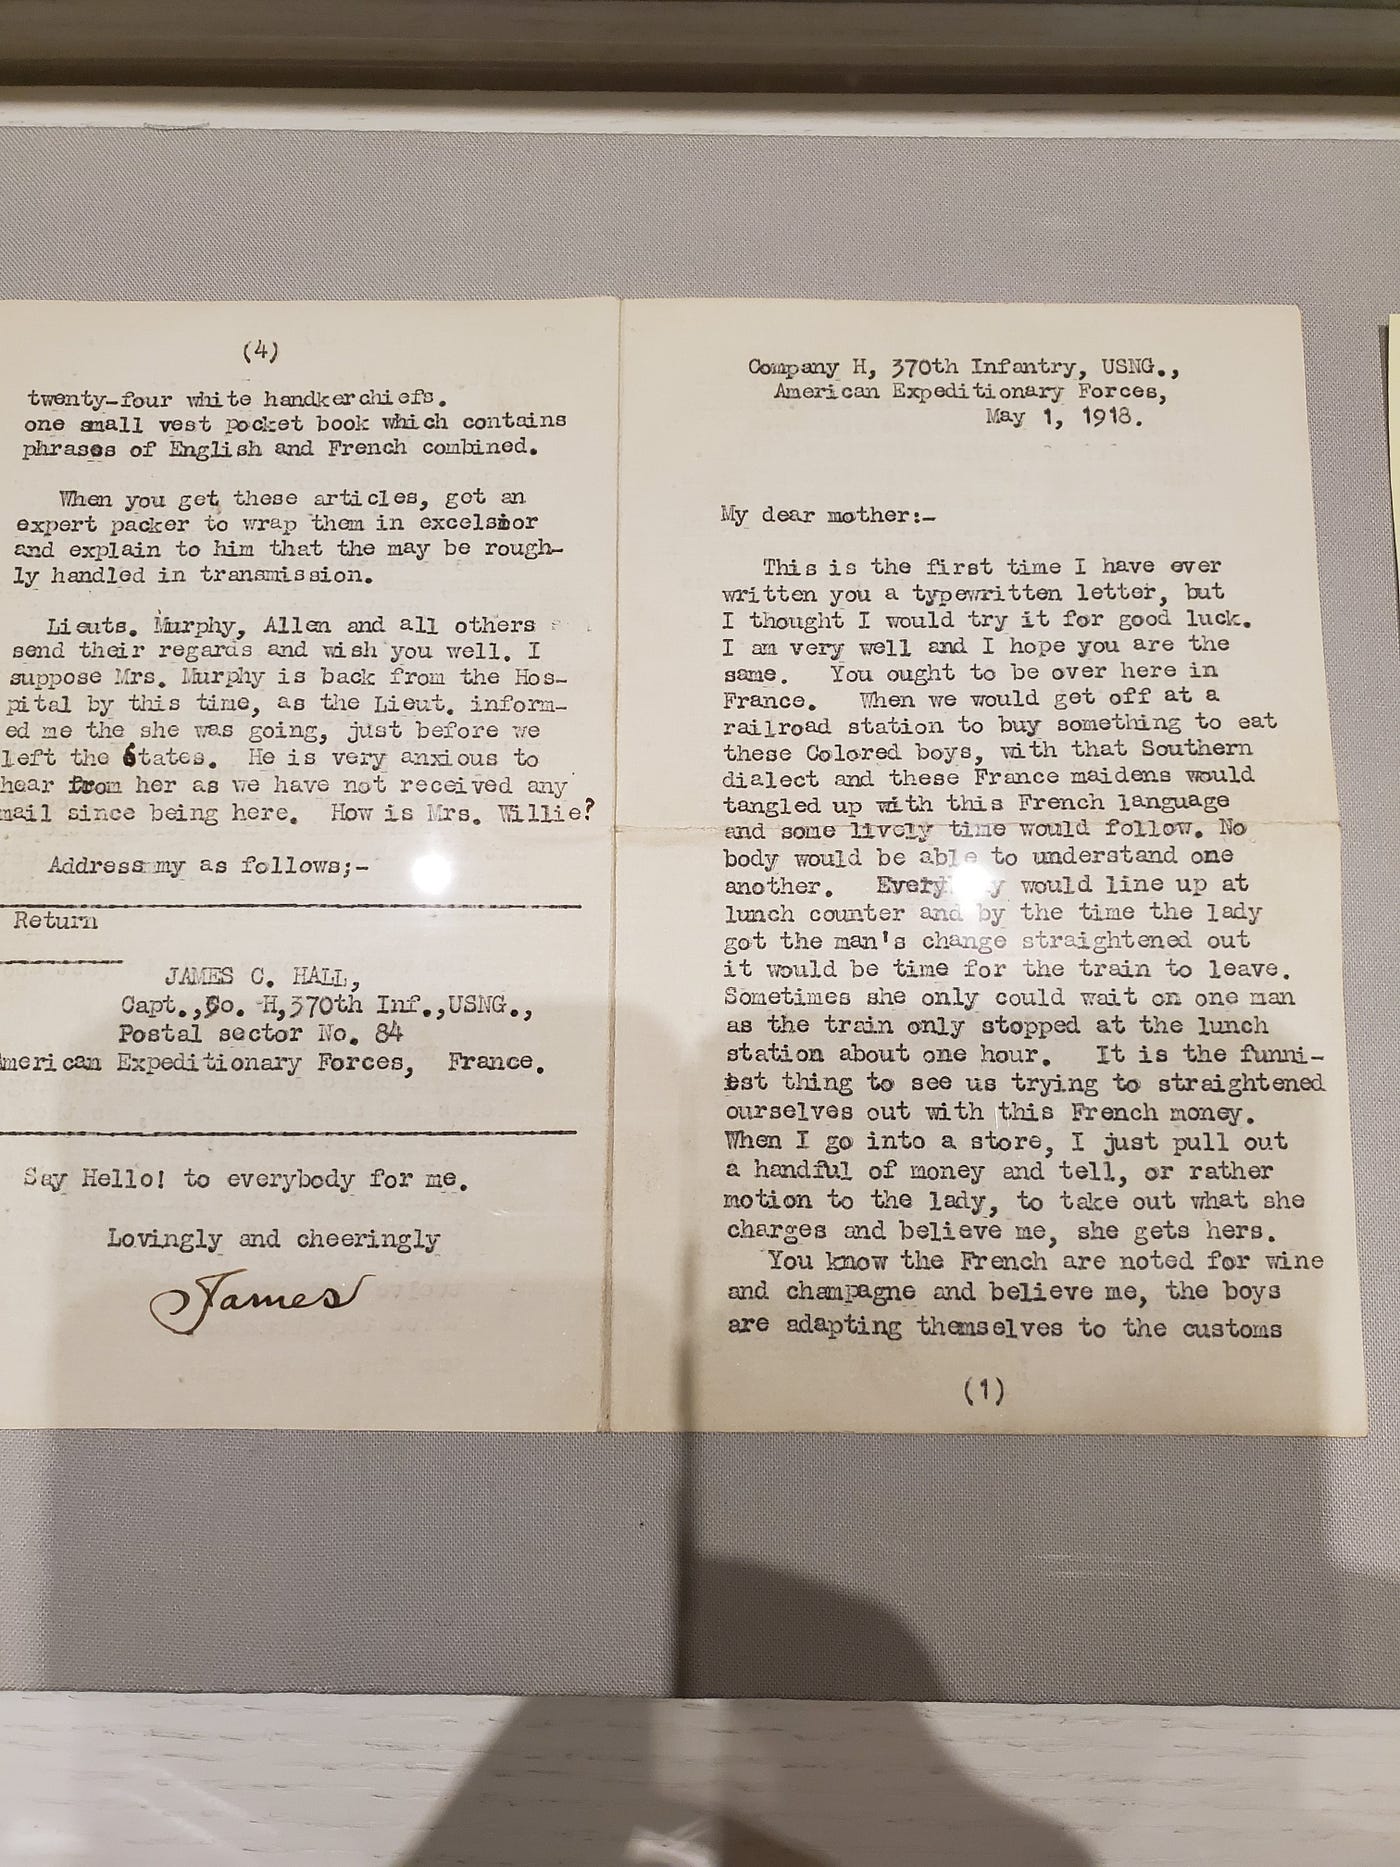 (4)
twenty-four white handkerchiefs.
one small vest pocket book which contains
phrases of English and French combined.
When you get these articles, get an
expert packer to wrap them in excelsior
and explain to him that the may be rough-
ly handled in transmission.
Lieuts. Murphy, Allen and all others
send their regards and wish you well. I
suppose Mrs. Murphy is back from the Hos-
pital by this time, as the Lieut. inform-
ed me the she was going, just before we
left the States. He is very anxious to
hear from her as we have not received any
mail since being here. How is Mrs. Willie?
Address my as follows;-
Return
JAMES C. HALL,
Capt.,Co. H,370th Inf.,USNG.,
Postal sector No. 84
American Expeditionary Forces, France.
Say Hello! to everybody for me.
Lovingly and cheeringly
James
Company H, 370th Infantry, USNG.,
American Expeditionary Forces,
May 1, 1918.
My dear mother:-
This is the first time I have ever
written you a typewritten letter, but
I thought I would try it for good luck.
I am very well and I hope you are the
same. You ought to be over here in
France. When we would get off at a
railroad station to buy something to eat
these Colored boys, with that Southern
dialect and these France maidens would
tangled up with this French language
and some lively time would follow. No
body would be able to understand one
another. would line up at
lunch counter and by the time the lady
got the man's change straightened out
it would be time for the train to leave.
Sometimes she only could wait on one man
as the train only stopped at the lunch
station about one hour. It is the funni-
est thing to see us trying to straightened
ourselves out with this French money.
When I go into a store, I just pull out
a handful of money and tell, or rather
motion to the lady, to take out what she
charges and believe me, she gets hers.
You know the French are noted for wine
and champagne and believe me, the boys
are adapting themselves to the customs
(1)